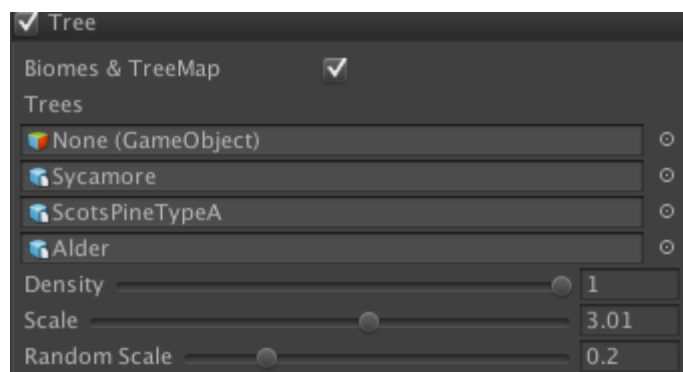 Tree
Biomes & TreeMap
Trees
None (GameObject)
Sycamore
ScotsPineTypeA
Alder
Density 1
Scale 3.01
Random Scale 0.2